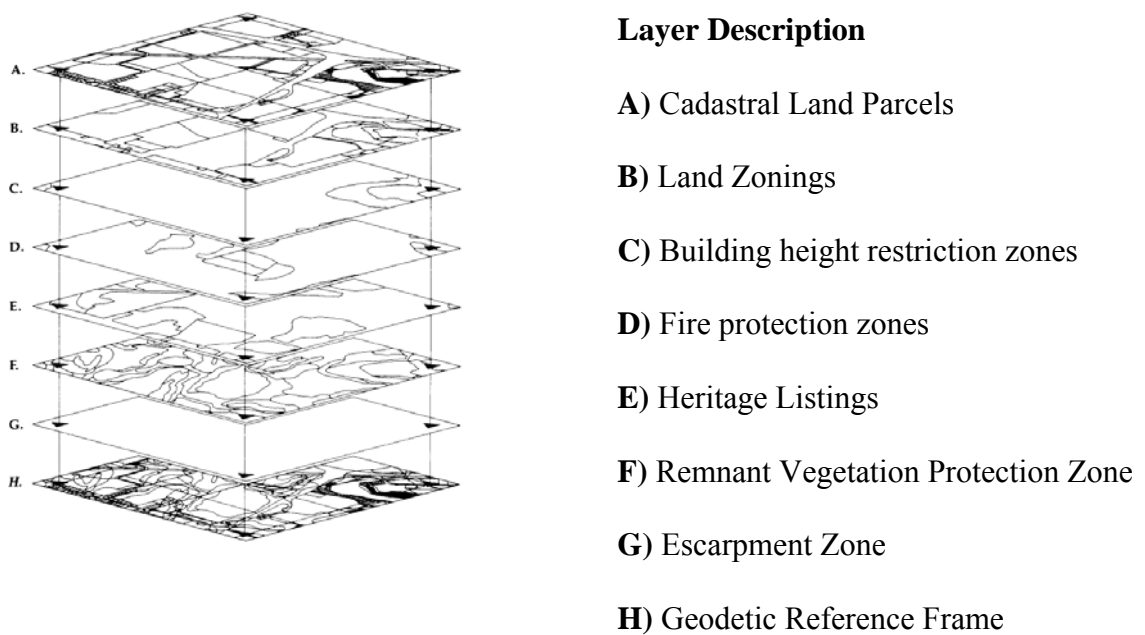 Layer Description
A.
A) Cadastral Land Parcels
B.
B) Land Zonings
C.
C) Building height restriction zones
D.
D) Fire protection zones
E.
E) Heritage Listings
F.
F) Remnant Vegetation Protection Zone
G.
G) Escarpment Zone
H.
H) Geodetic Reference Frame